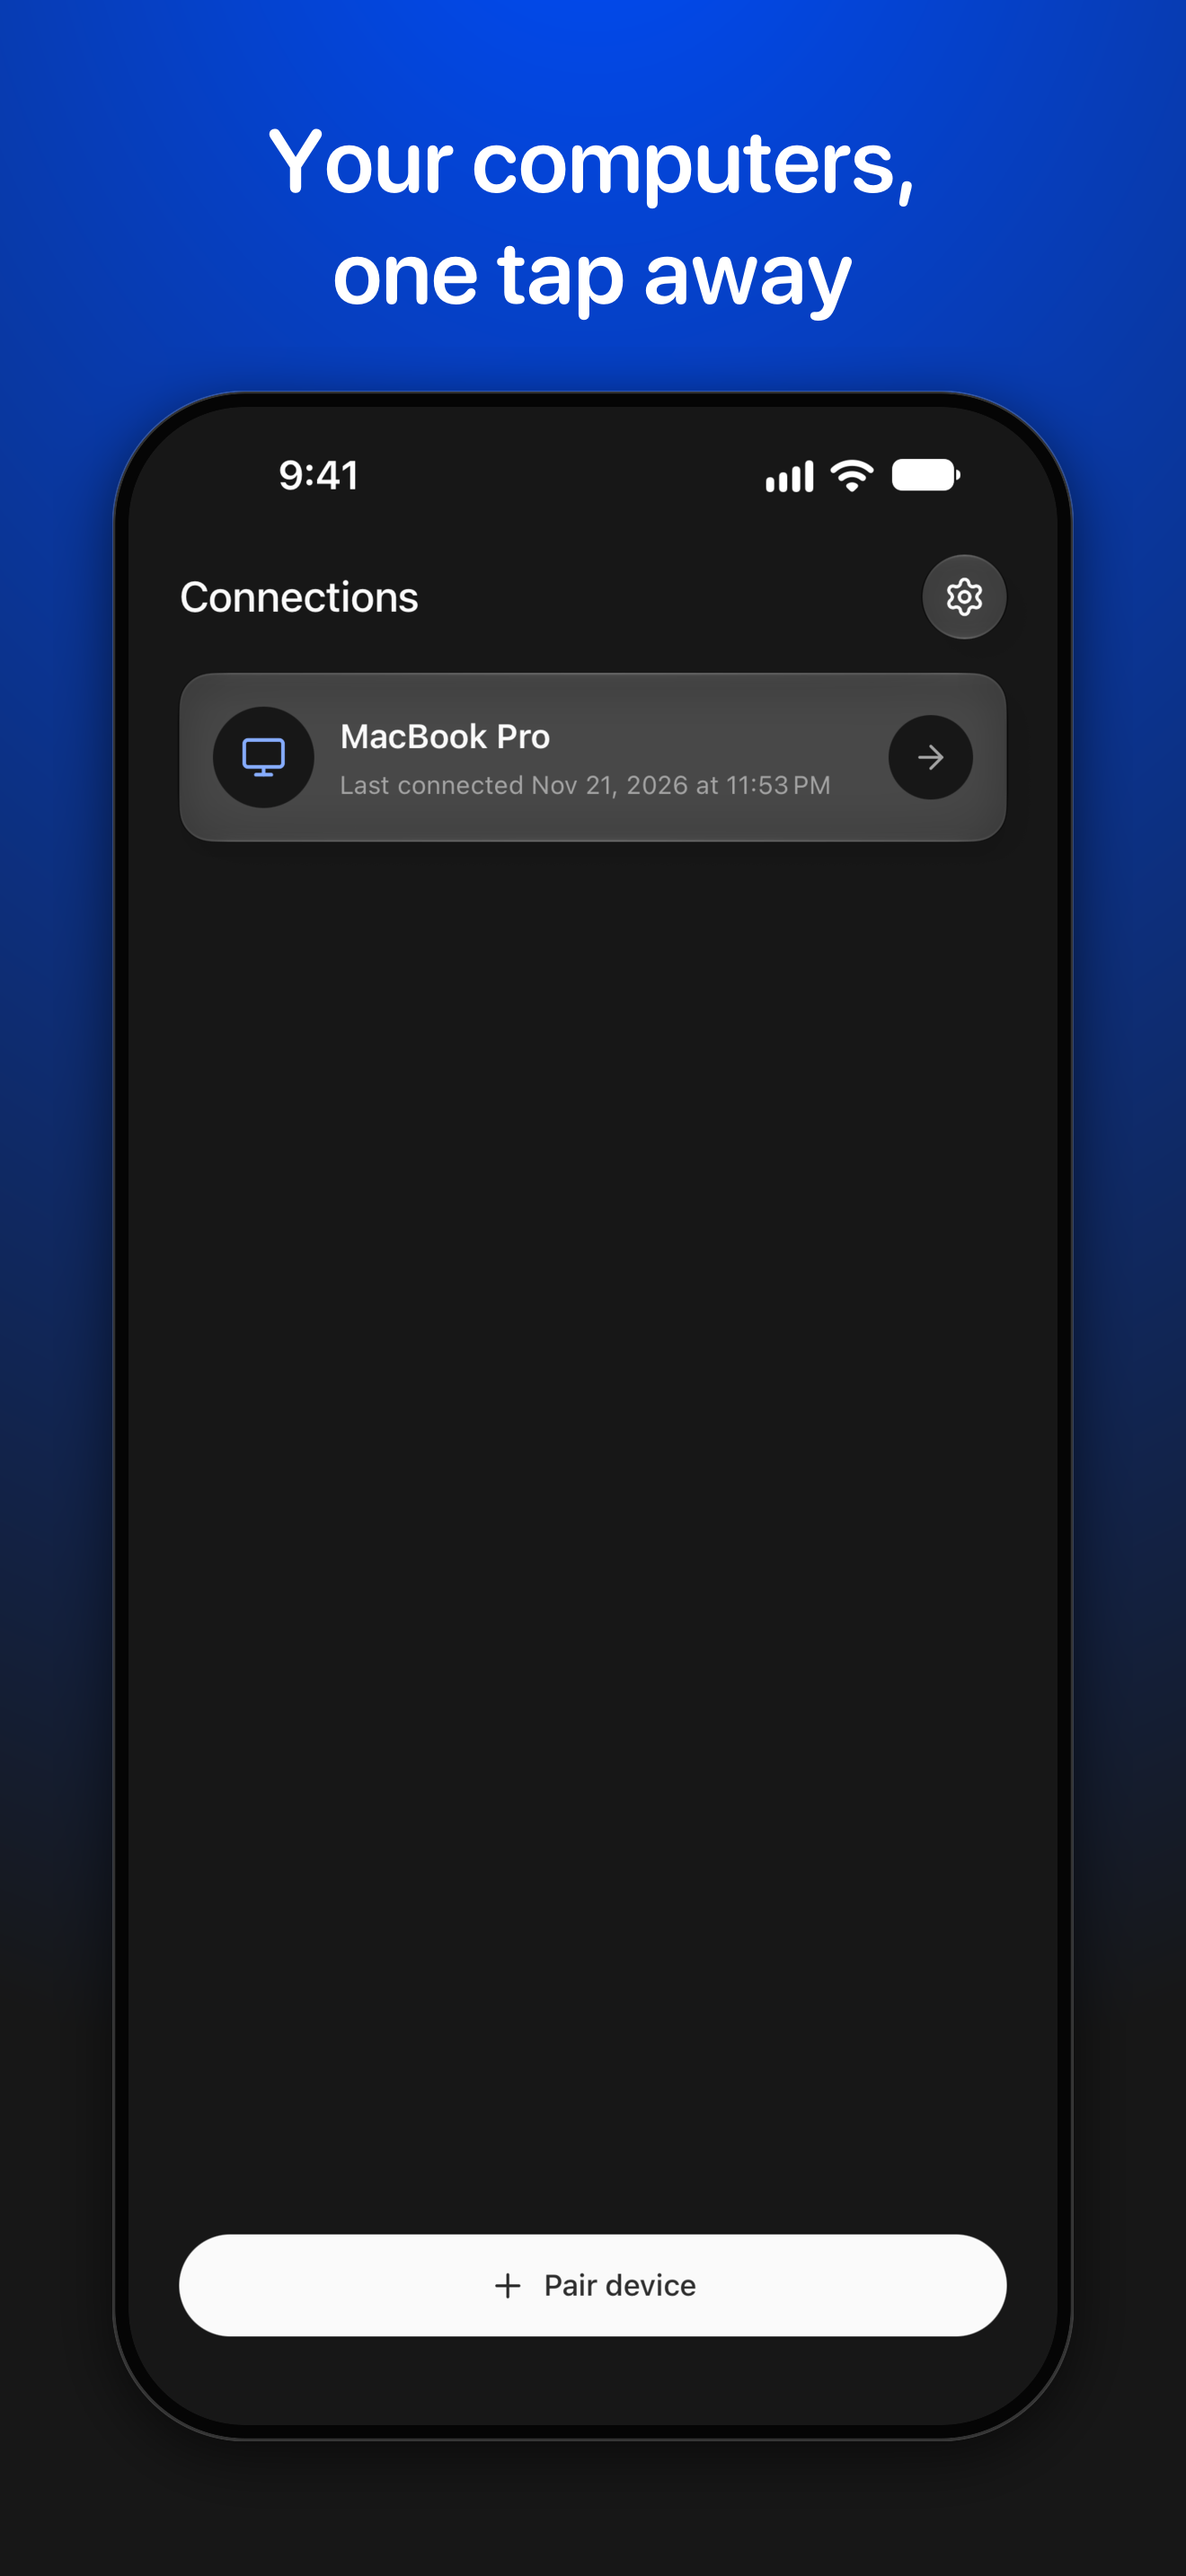 Your computers,
one tap away
9:41
Connections
MacBook Pro
Last connected Nov 21, 2026 at 11:53 PM
Pair device